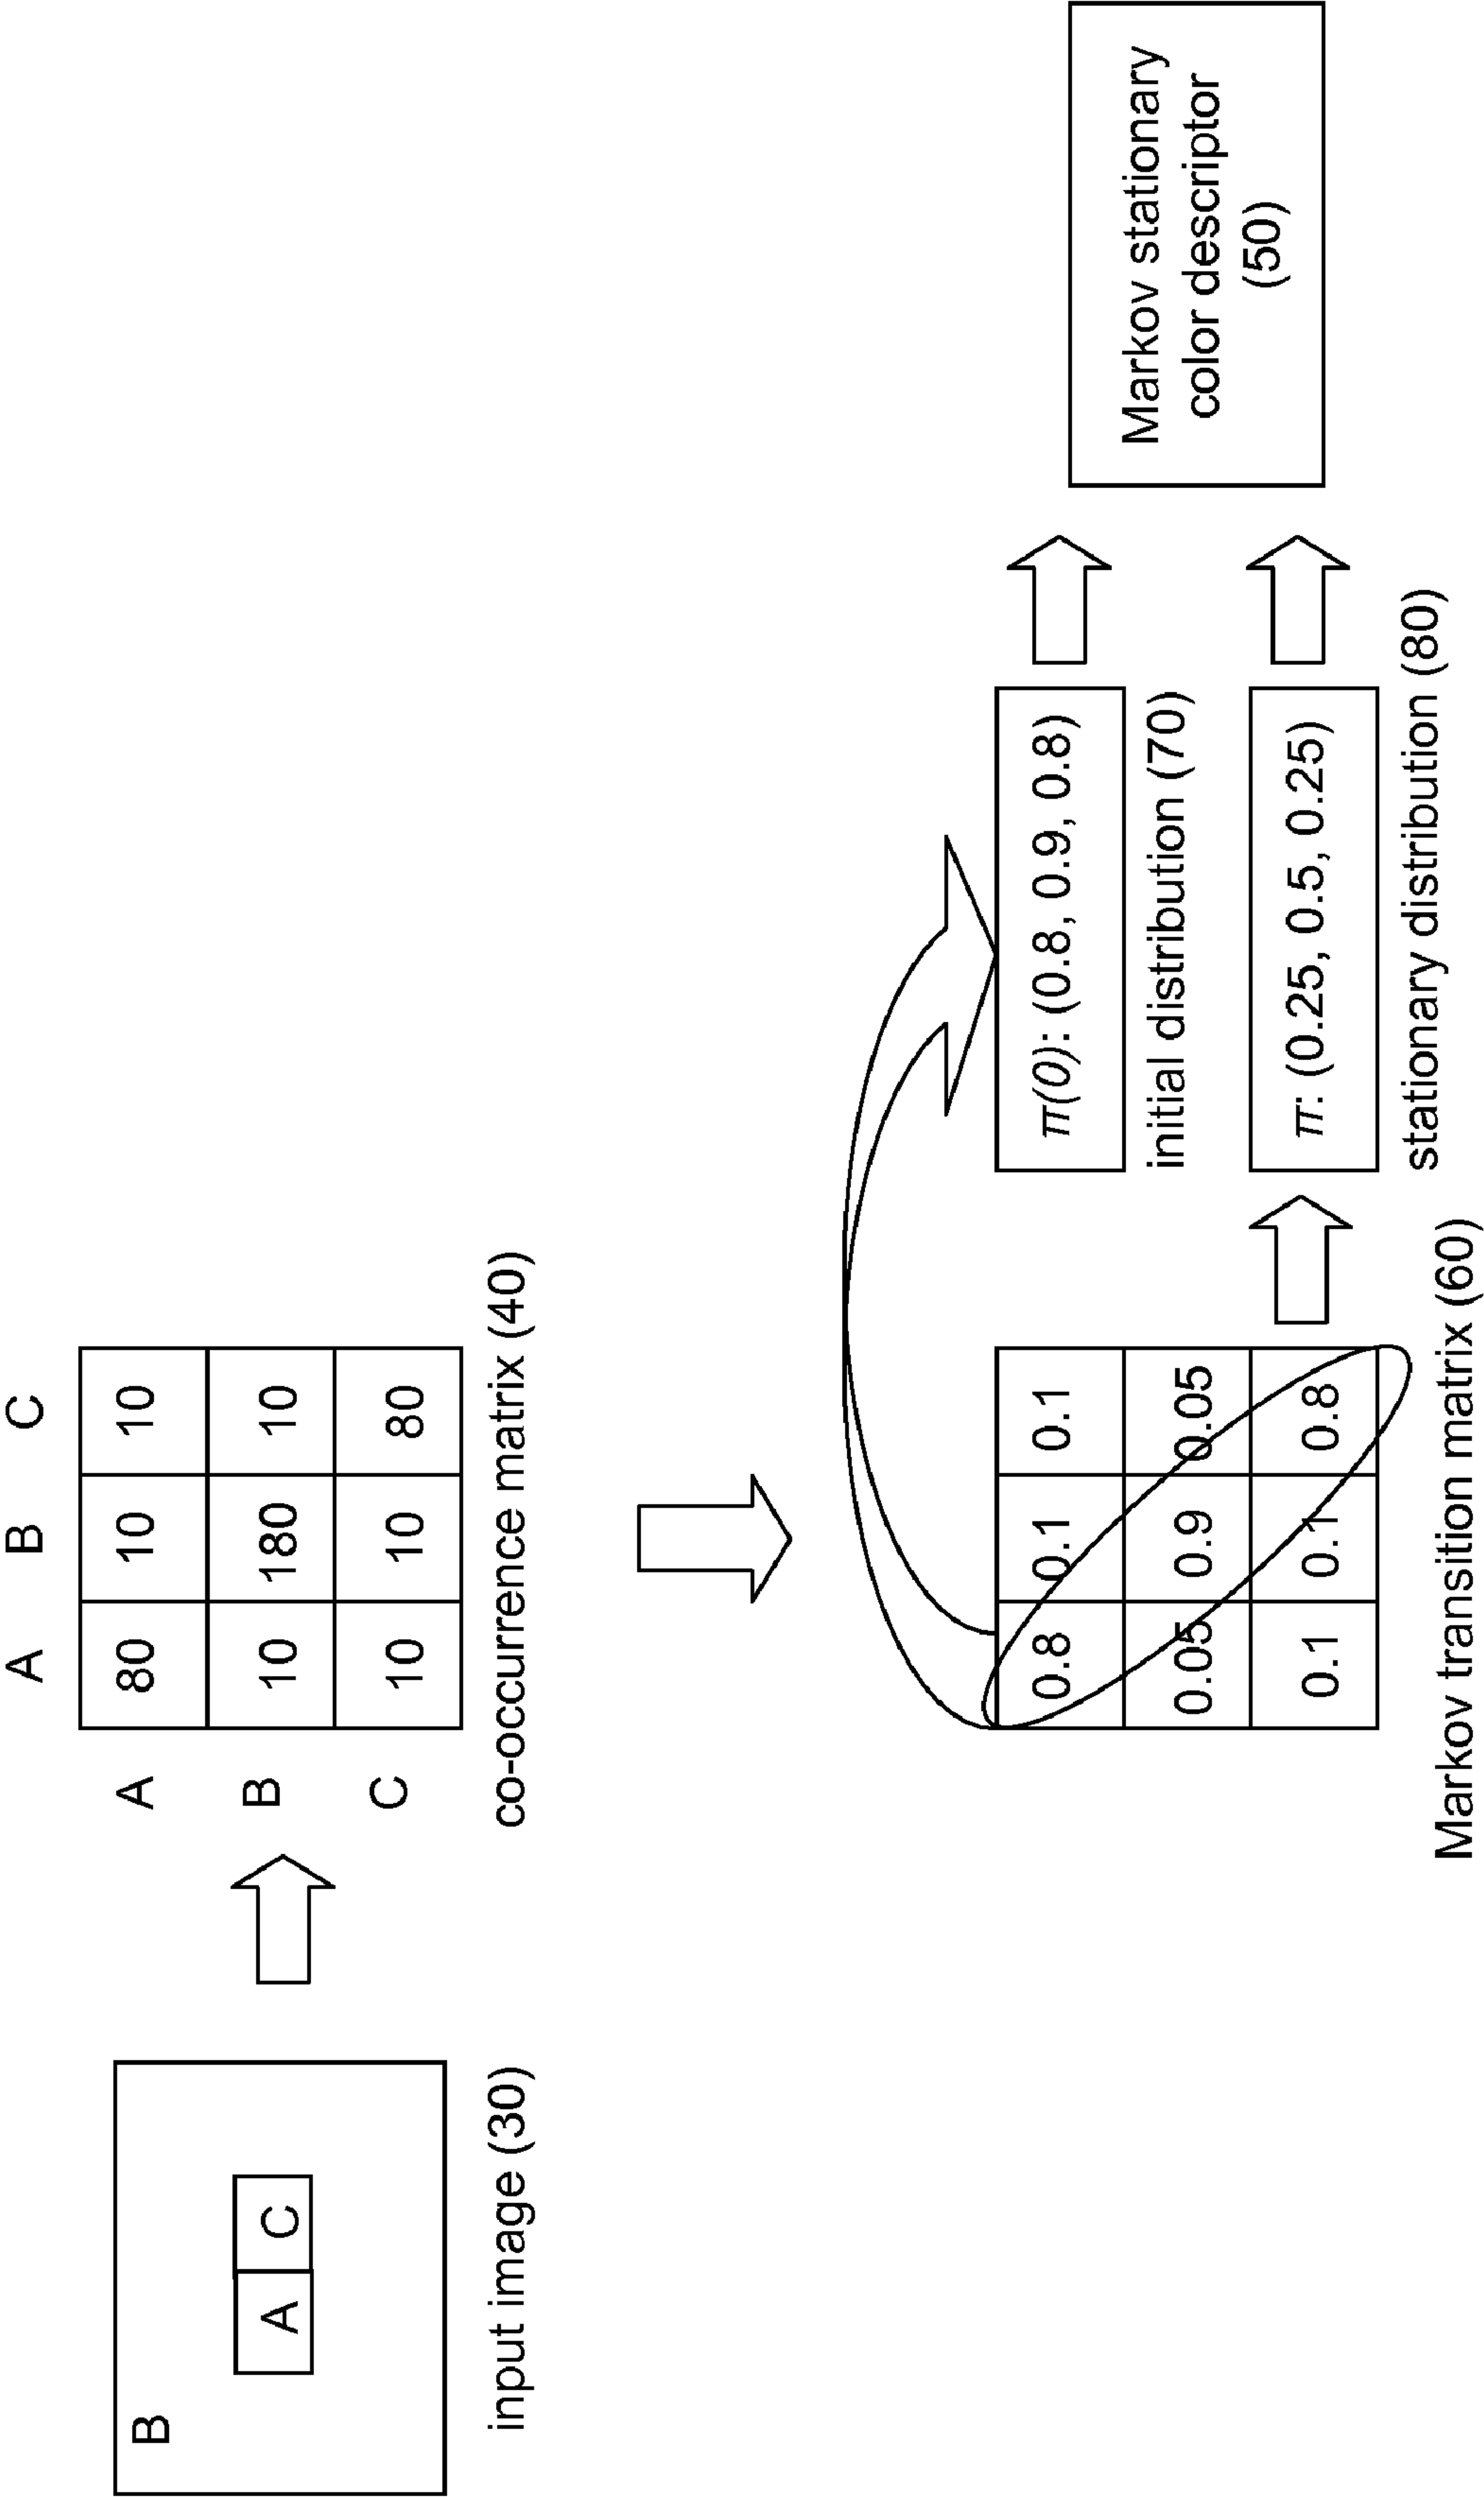 B
A C
input image (30)
A B C
A 80 10 10
B 10 180 10
C 10 10 80
co-occurrence matrix (40)
0.8 0.1 0.1
0.05 0.9 0.05
0.1 0.1 0.8
Markov transition matrix (60)
π(0): (0.8, 0.9, 0.8)
initial distribution (70)
π: (0.25, 0.5, 0.25)
stationary distribution (80)
Markov stationary
color descriptor
(50)